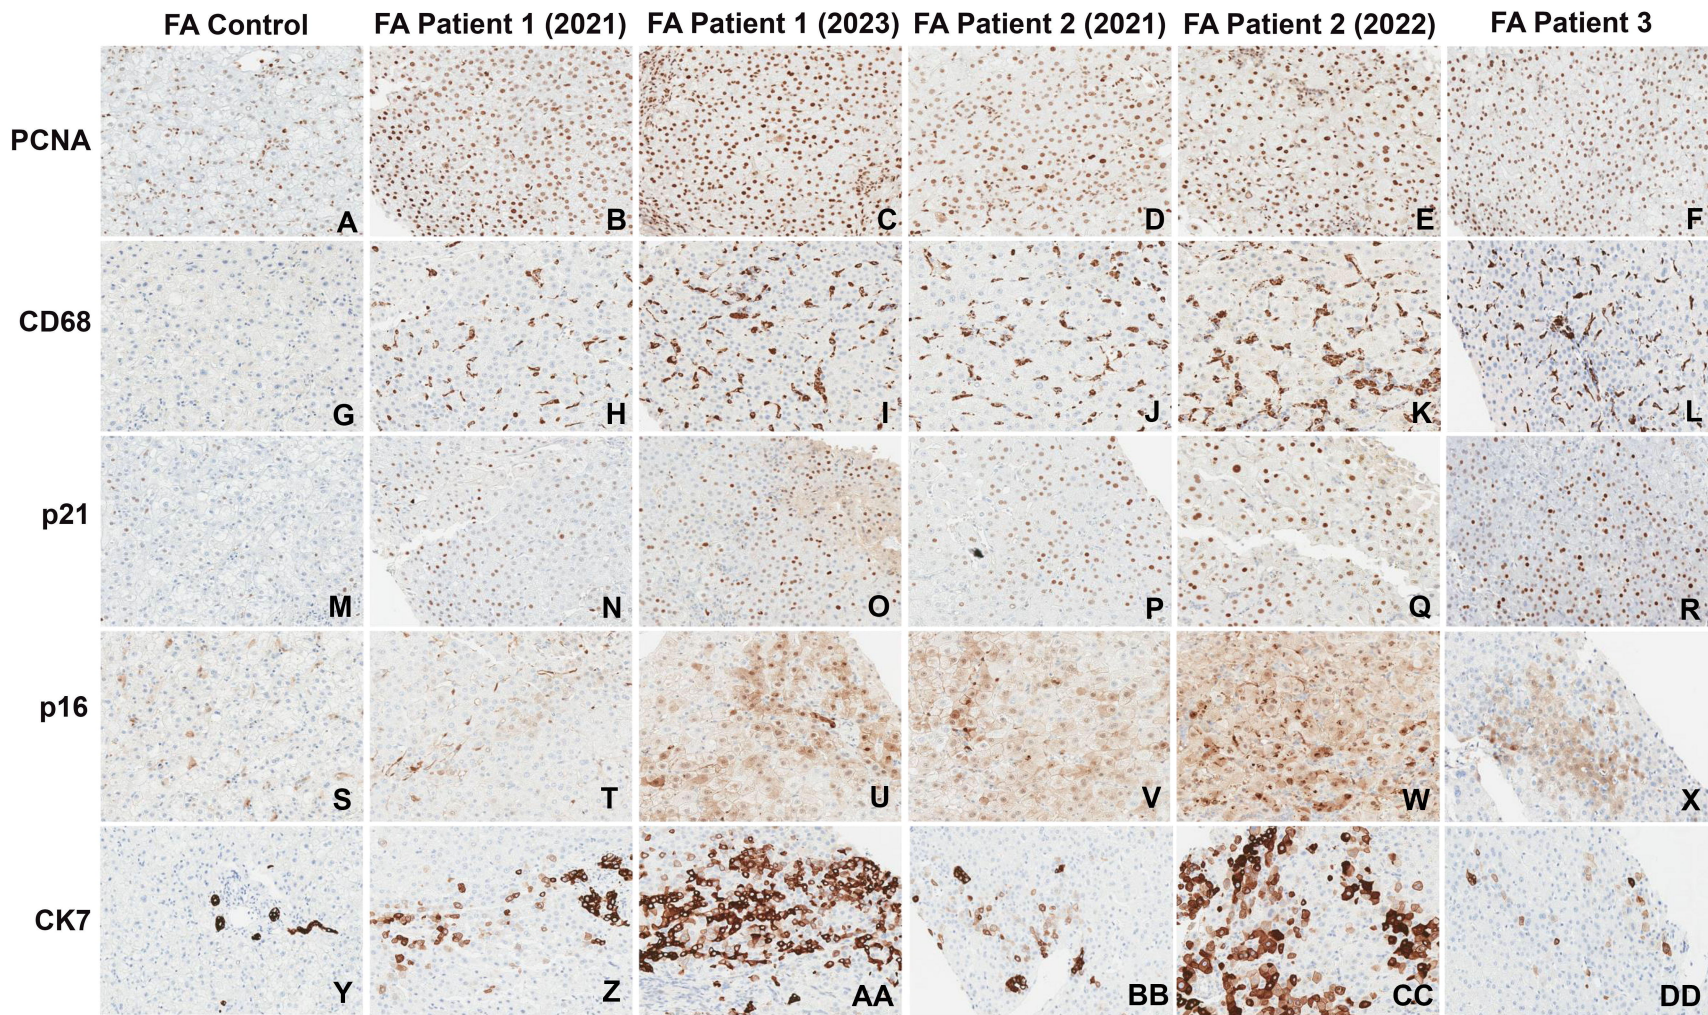 FA Control FA Patient 1 (2021) FA Patient 1 (2023) FA Patient 2 (2021) FA Patient 2 (2022) FA Patient 3
PCNA A B C D E F
CD68 G H I J K L
p21 M N O P Q R
p16 S T U V W X
CK7 Y Z AA BB CC DD